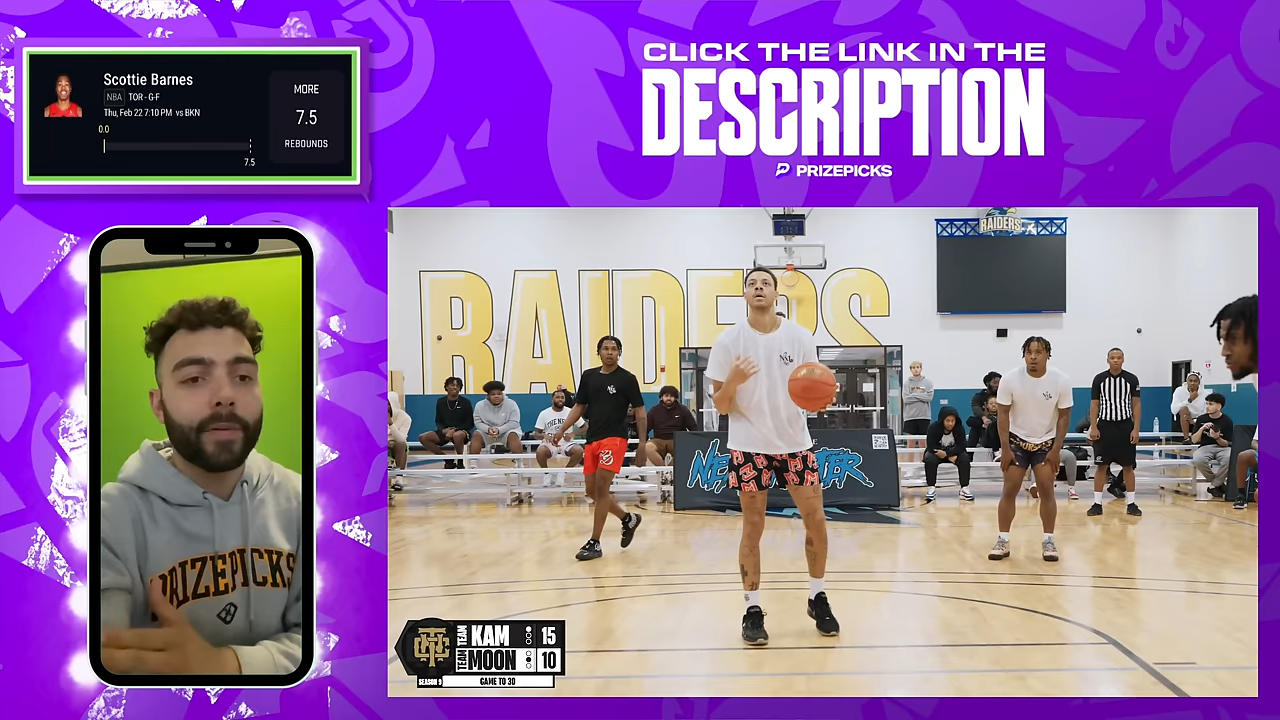 Scottie Barnes
NBA TOR - G-F
Thu, Feb 22 7:10 PM vs BKN
0.0
7.5
MORE
7.5
REBOUNDS
CLICK THE LINK IN THE
DESCRIPTION
PRIZEPICKS
PRIZEPICKS
RAIDERS
RAIDERS
TEAM KAM 15
TEAM MOON 10
SEASON 9 GAME TO 30